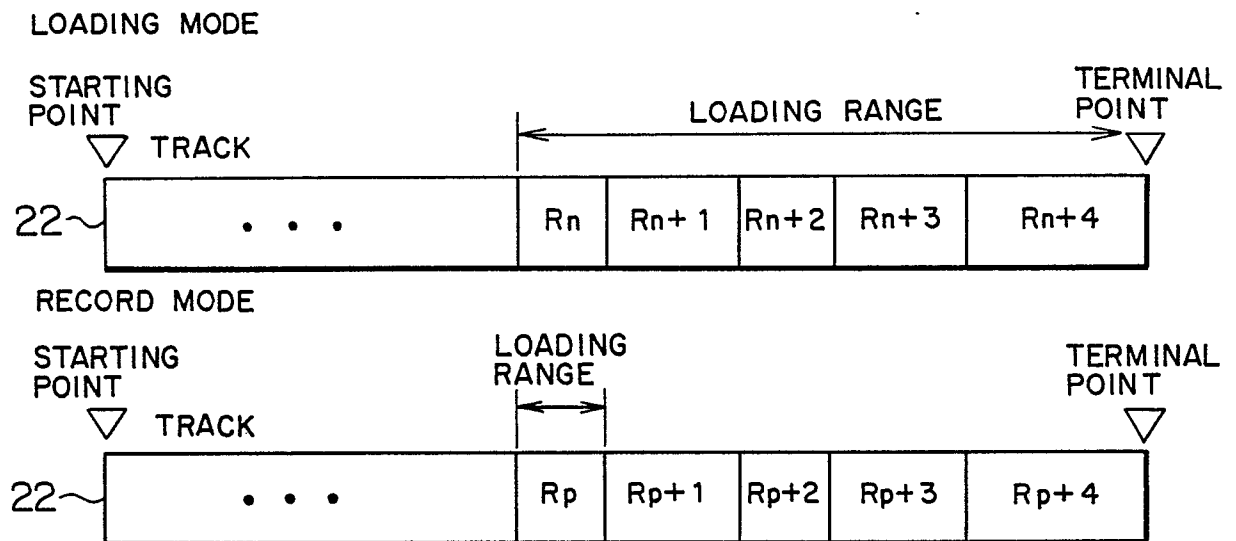 LOADING MODE
STARTING POINT
TERMINAL POINT
LOADING RANGE
TRACK
22
• • •
Rn
Rn+1
Rn+2
Rn+3
Rn+4
RECORD MODE
STARTING POINT
LOADING RANGE
TERMINAL POINT
TRACK
22
• • •
Rp
Rp+1
Rp+2
Rp+3
Rp+4